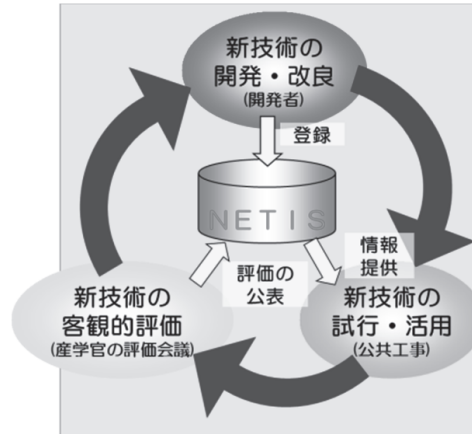 新技術の
開発・改良
(開発者)
登録
NETIS
情報
提供
評価の
公表
新技術の
客観的評価
(産学官の評価会議)
新技術の
試行・活用
(公共工事)